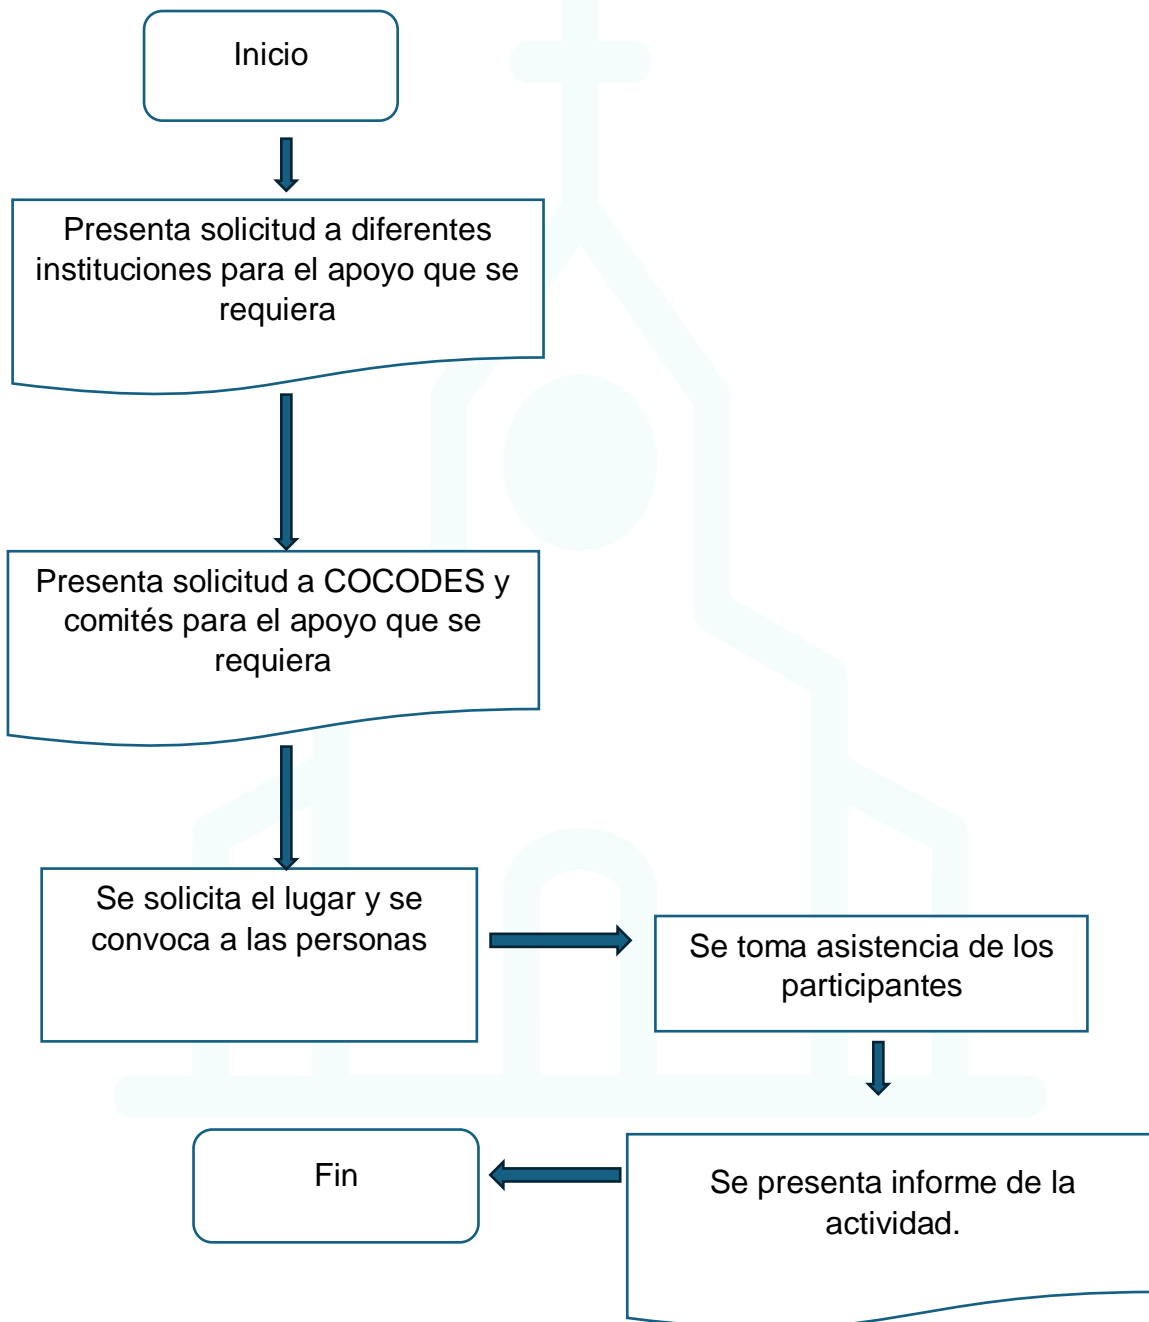 Inicio
Presenta solicitud a diferentes
instituciones para el apoyo que se
requiera
Presenta solicitud a COCODES y
comités para el apoyo que se
requiera
Se solicita el lugar y se
convoca a las personas
Se toma asistencia de los
participantes
Se presenta informe de la
actividad.
Fin